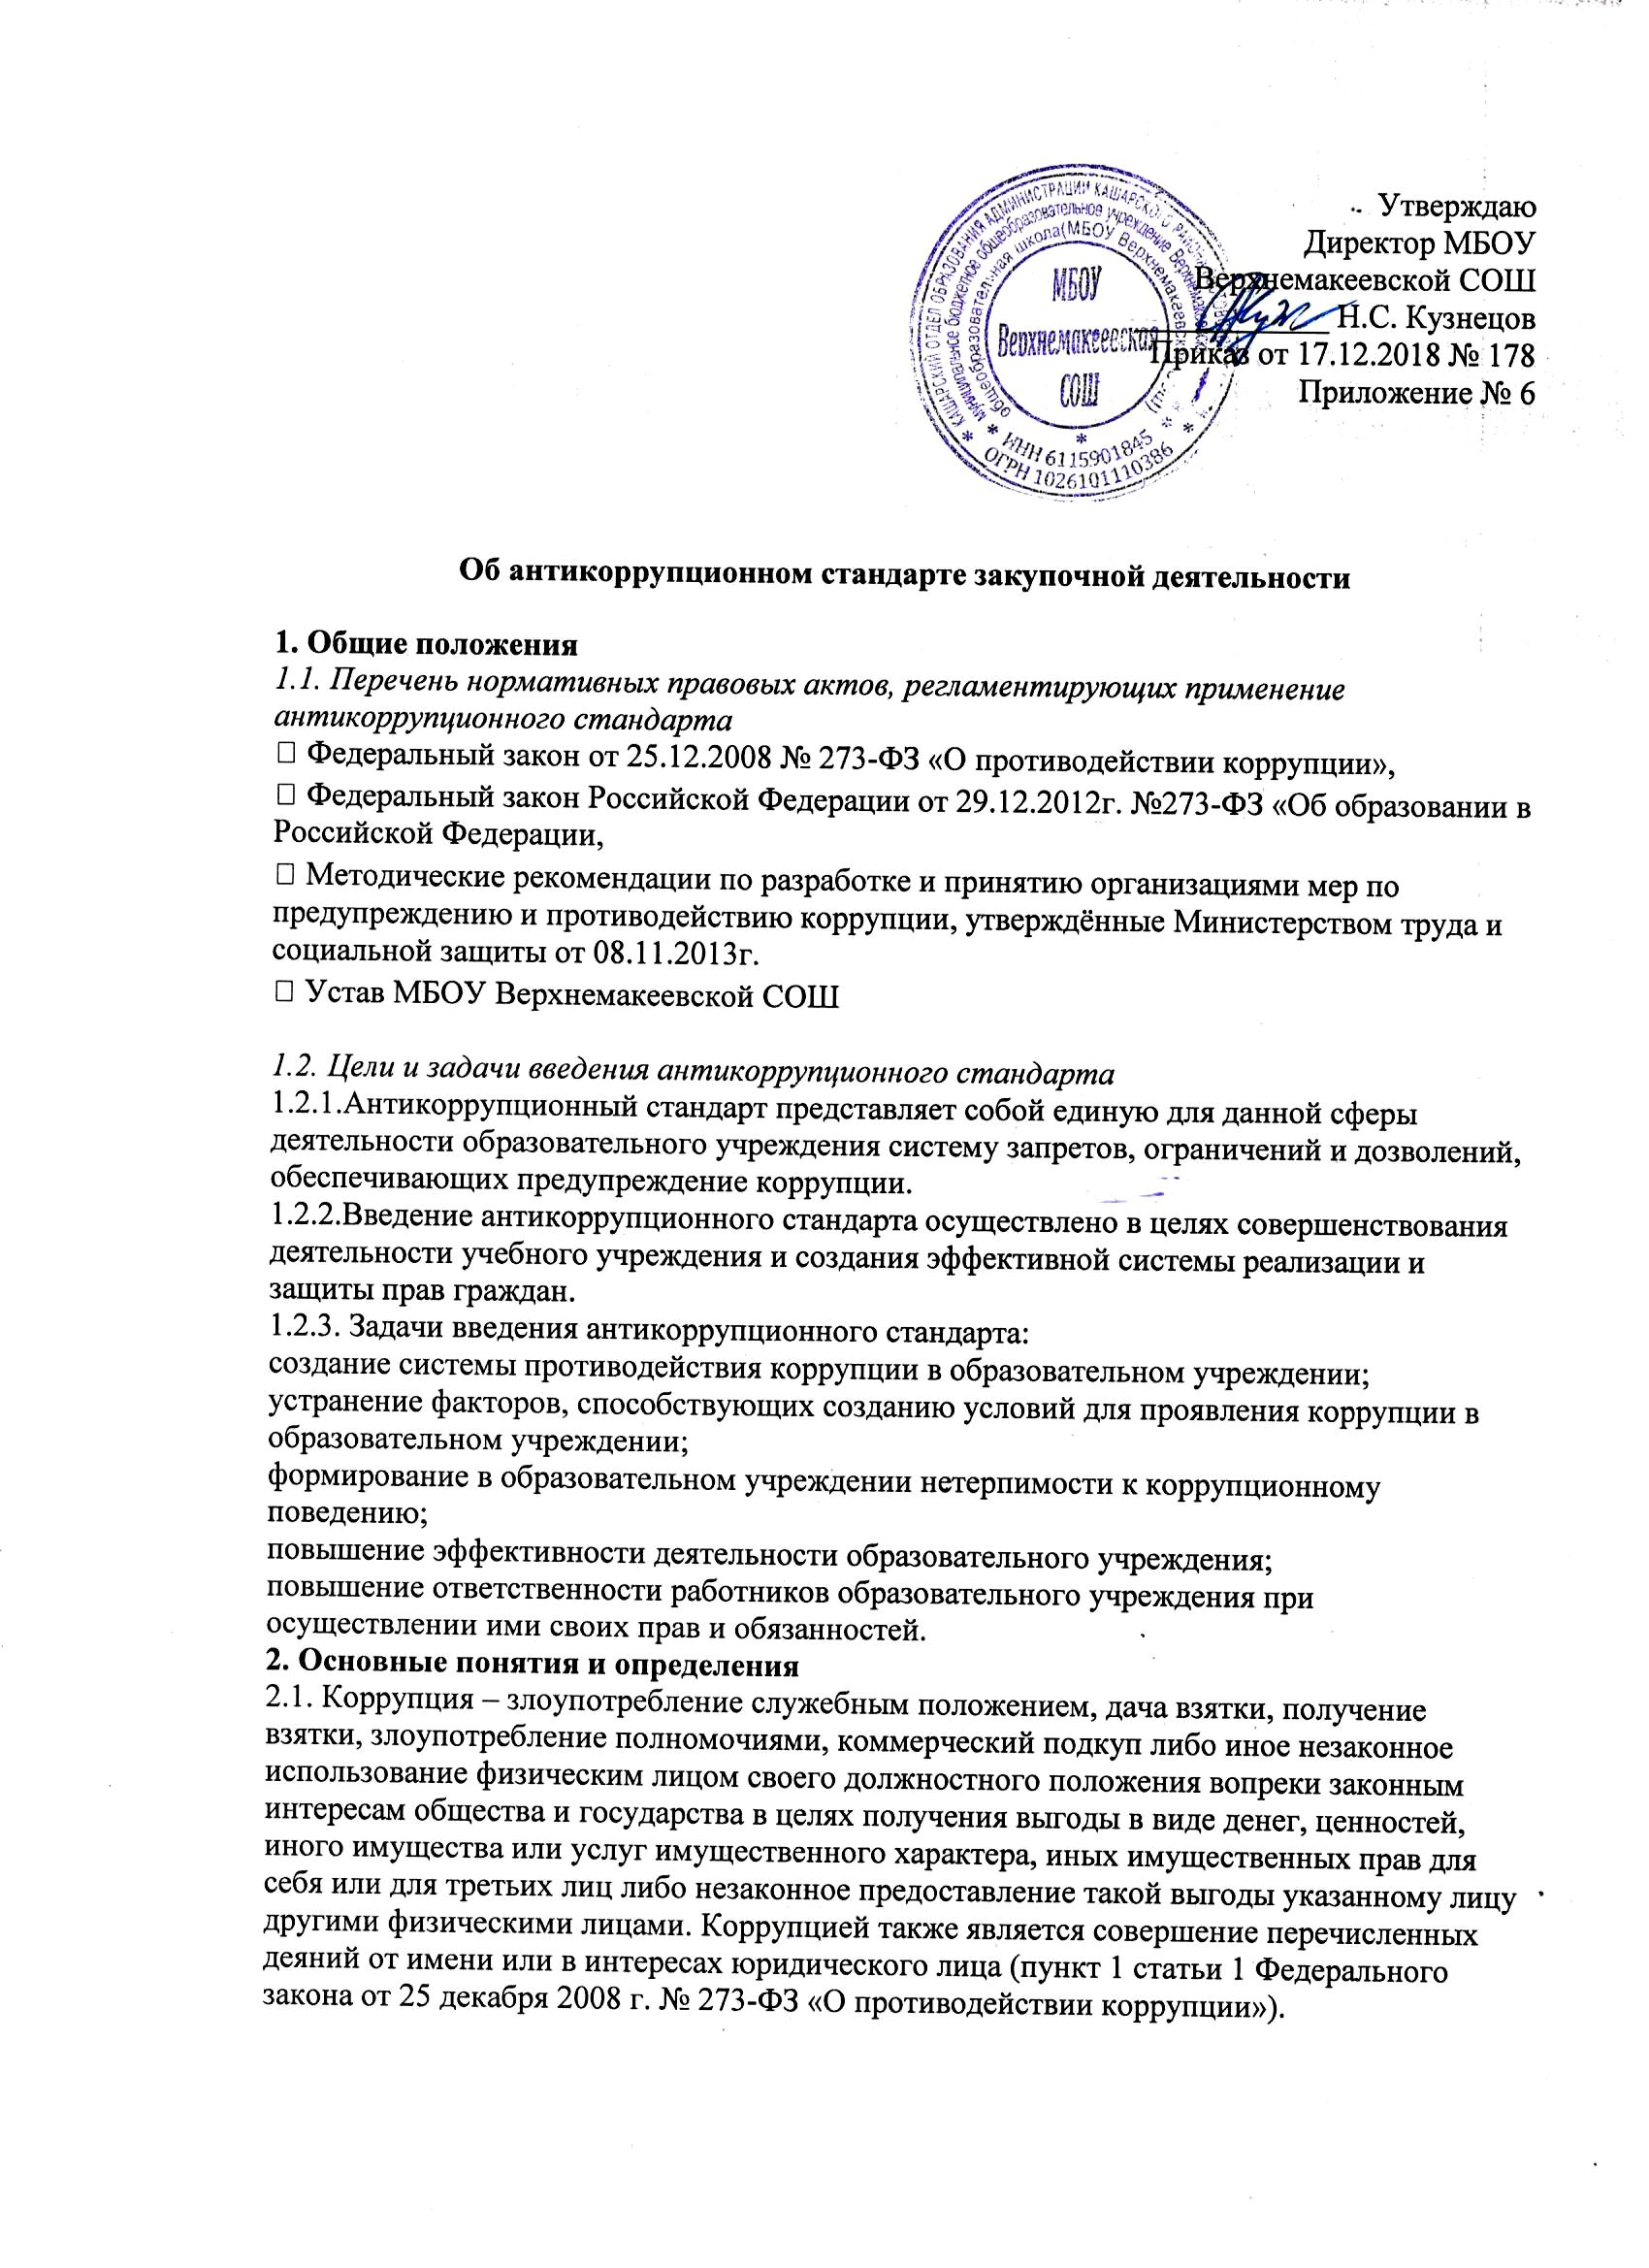 Утверждаю
Директор МБОУ
Верхнемакеевской СОШ
Н.С. Кузнецов
Приказ от 17.12.2018 № 178
Приложение № 6
МБОУ
Верхнемакеевская
СОШ
ИНН 6115901845
ОГРН 1026101110386
Об антикоррупционном стандарте закупочной деятельности
1. Общие положения
1.1. Перечень нормативных правовых актов, регламентирующих применение
антикоррупционного стандарта
□ Федеральный закон от 25.12.2008 № 273-ФЗ «О противодействии коррупции»,
□ Федеральный закон Российской Федерации от 29.12.2012г. №273-ФЗ «Об образовании в
Российской Федерации,
□ Методические рекомендации по разработке и принятию организациями мер по
предупреждению и противодействию коррупции, утверждённые Министерством труда и
социальной защиты от 08.11.2013г.
□ Устав МБОУ Верхнемакеевской СОШ
1.2. Цели и задачи введения антикоррупционного стандарта
1.2.1.Антикоррупционный стандарт представляет собой единую для данной сферы
деятельности образовательного учреждения систему запретов, ограничений и дозволений,
обеспечивающих предупреждение коррупции.
1.2.2.Введение антикоррупционного стандарта осуществлено в целях совершенствования
деятельности учебного учреждения и создания эффективной системы реализации и
защиты прав граждан.
1.2.3. Задачи введения антикоррупционного стандарта:
создание системы противодействия коррупции в образовательном учреждении;
устранение факторов, способствующих созданию условий для проявления коррупции в
образовательном учреждении;
формирование в образовательном учреждении нетерпимости к коррупционному
поведению;
повышение эффективности деятельности образовательного учреждения;
повышение ответственности работников образовательного учреждения при
осуществлении ими своих прав и обязанностей.
2. Основные понятия и определения
2.1. Коррупция – злоупотребление служебным положением, дача взятки, получение
взятки, злоупотребление полномочиями, коммерческий подкуп либо иное незаконное
использование физическим лицом своего должностного положения вопреки законным
интересам общества и государства в целях получения выгоды в виде денег, ценностей,
иного имущества или услуг имущественного характера, иных имущественных прав для
себя или для третьих лиц либо незаконное предоставление такой выгоды указанному лицу
другими физическими лицами. Коррупцией также является совершение перечисленных
деяний от имени или в интересах юридического лица (пункт 1 статьи 1 Федерального
закона от 25 декабря 2008 г. № 273-ФЗ «О противодействии коррупции»).